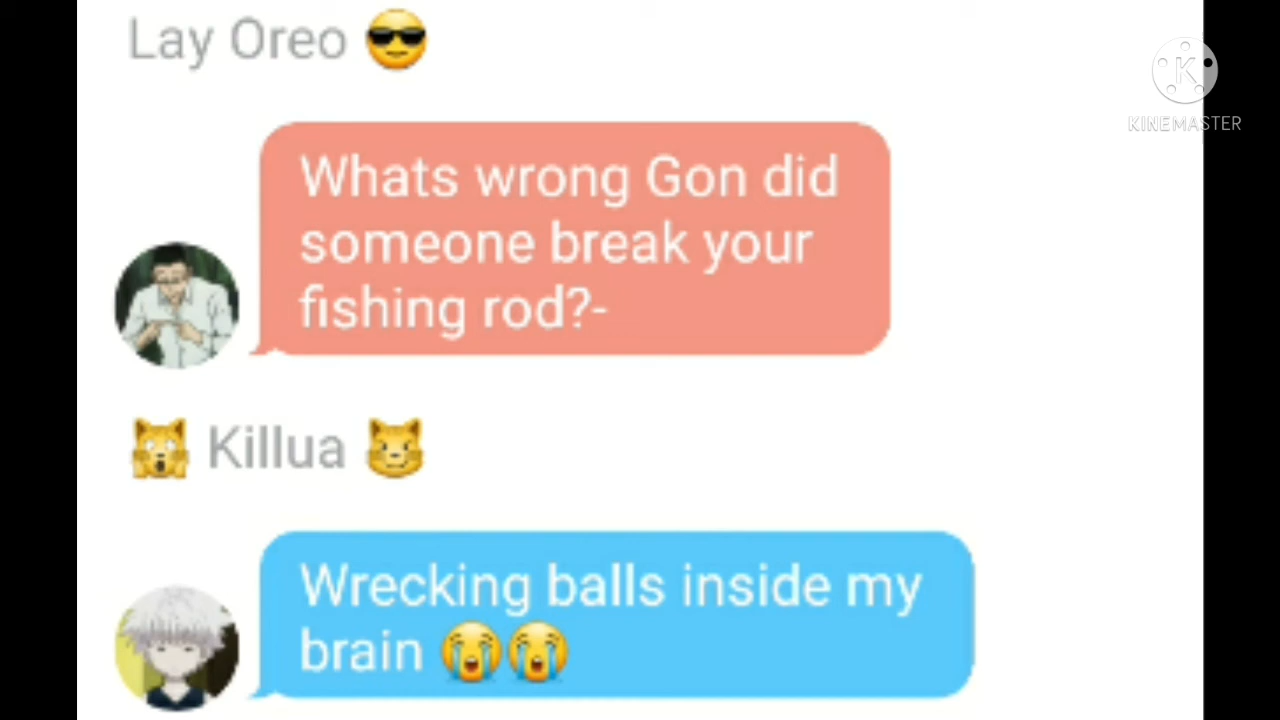 Lay Oreo 😎
K
KINEMASTER
Whats wrong Gon did
someone break your
fishing rod?-
🙀 Killua 😼
Wrecking balls inside my
brain 😭😭